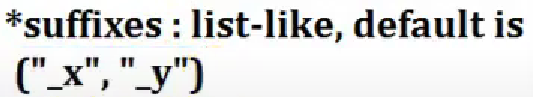 *suffixes : list-like, default is
("_x", "_y")